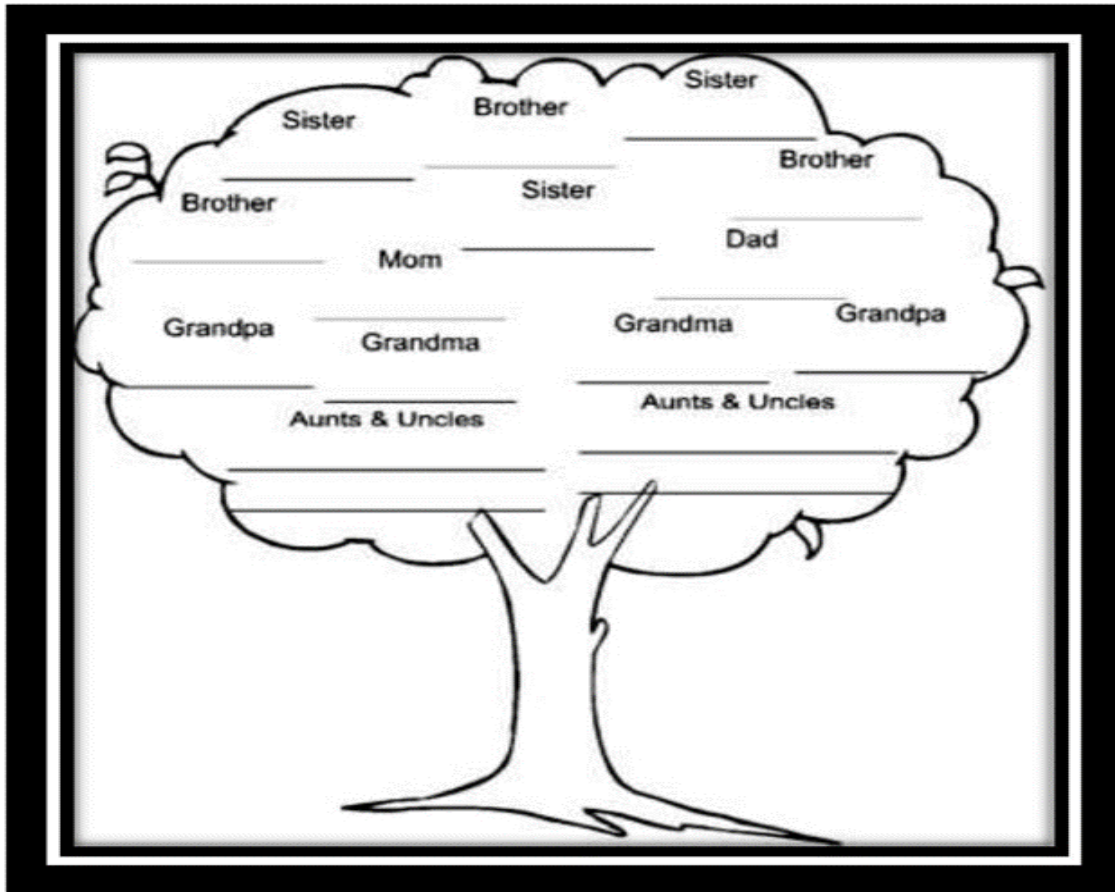 Sister
Brother
Sister
Brother
Brother
Sister
Mom
Dad
Grandpa
Grandma
Grandma
Grandpa
Aunts & Uncles
Aunts & Uncles